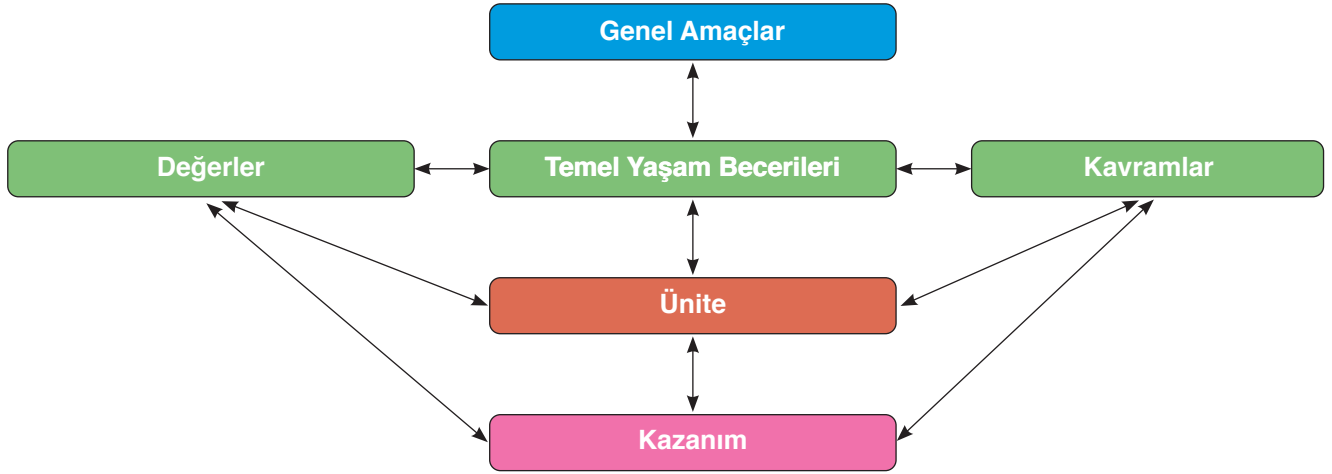 Genel Amaçlar
Değerler
Temel Yaşam Becerileri
Kavramlar
Ünite
Kazanım